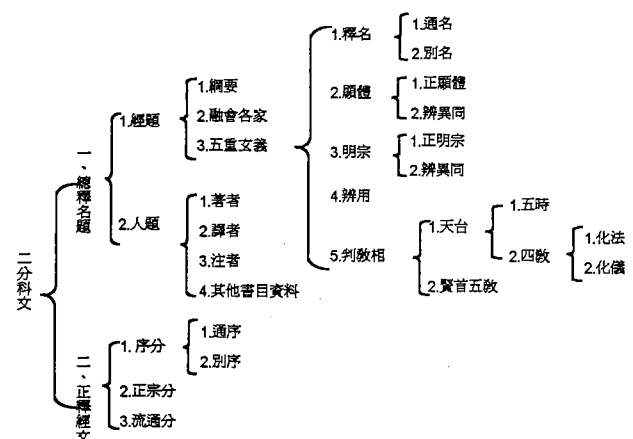 二分科文
一、總釋名題
1.經題
1.綱要
2.融會各家
3.五重玄義
1.釋名
1.通名
2.別名
2.顯體
1.正顯體
2.辨異同
3.明宗
1.正明宗
2.辨異同
4.辨用
5.判教相
1.天台
1.五時
2.四教
1.化法
2.化儀
2.賢首五教
2.人題
1.著者
2.譯者
3.注者
4.其他書目資料
二、正釋經文
1.序分
1.通序
2.別序
2.正宗分
3.流通分